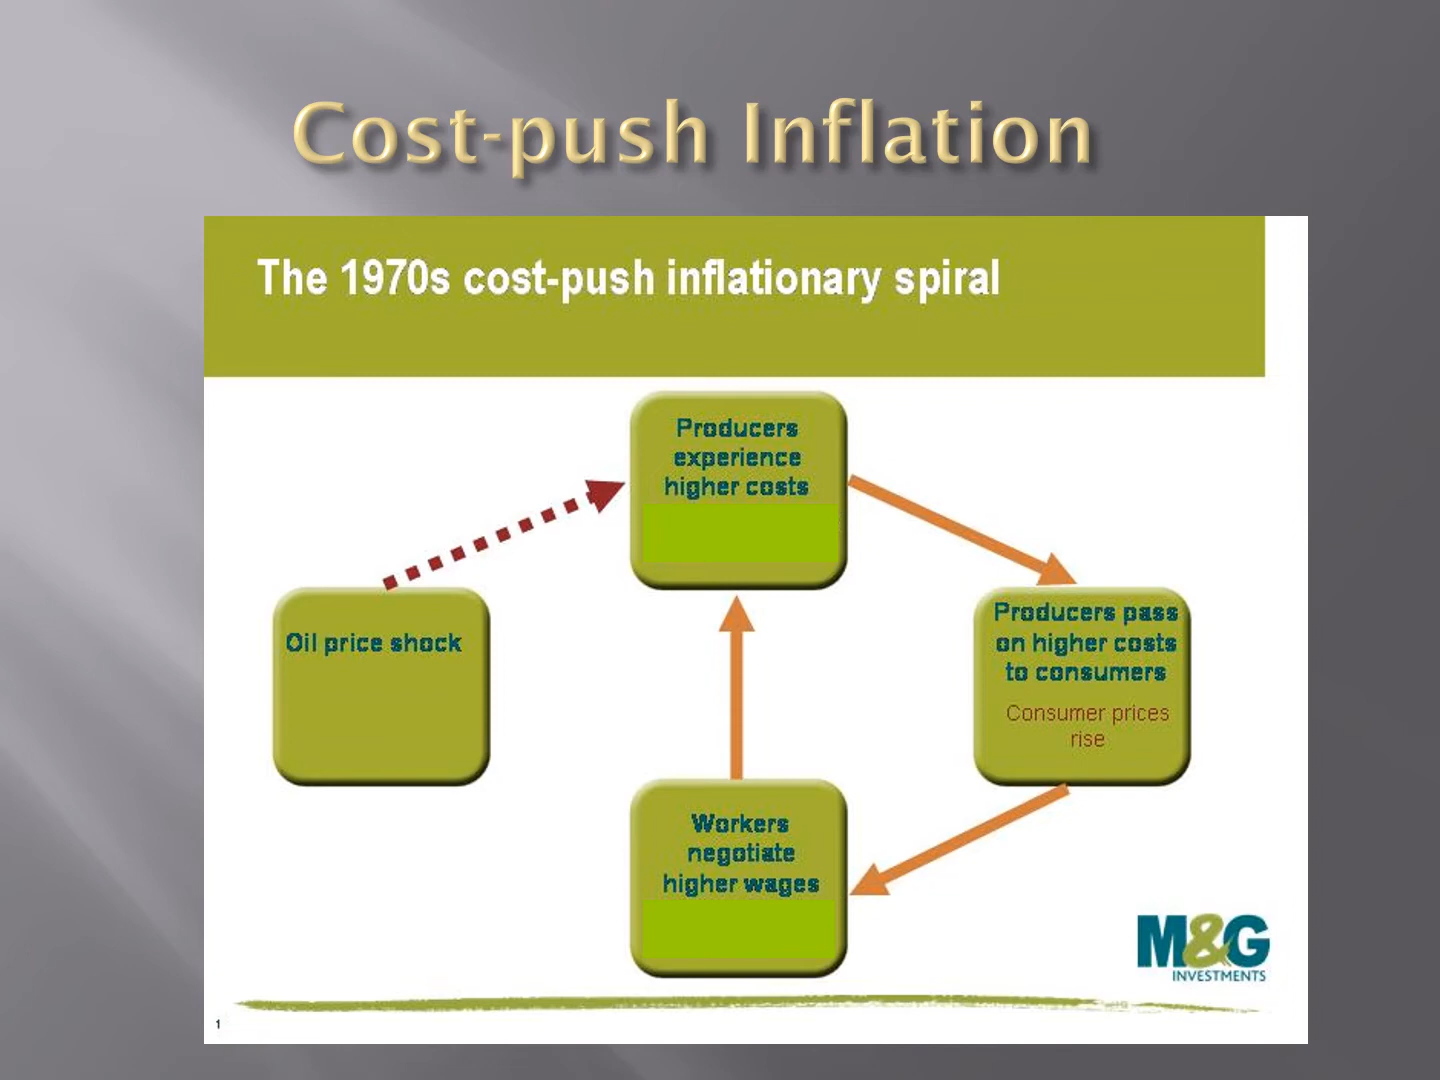 Cost-push Inflation
The 1970s cost-push inflationary spiral
Producers
experience
higher costs
Oil price shock
Producers pass
on higher costs
to consumers
Consumer prices
rise
Workers
negotiate
higher wages
M&G
INVESTMENTS
1